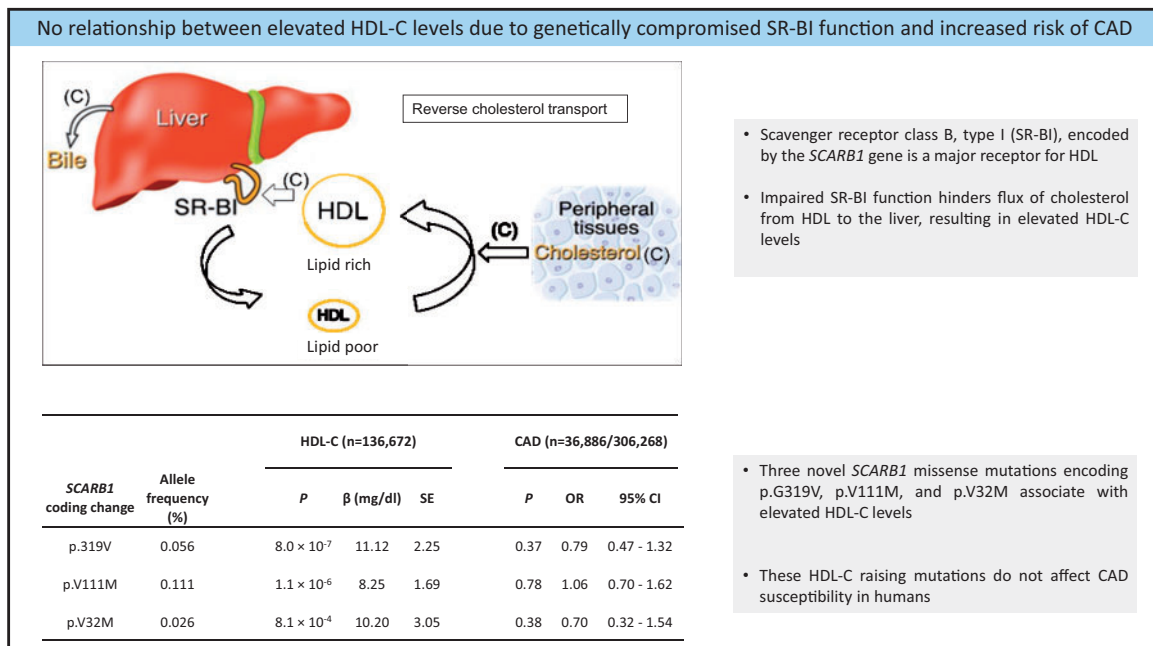 No relationship between elevated HDL-C levels due to genetically compromised SR-BI function and increased risk of CAD
Reverse cholesterol transport
(C)
Liver
Bile
SR-BI
(C)
HDL
Lipid rich
HDL
Lipid poor
(C)
Peripheral
tissues
Cholesterol (C)
• Scavenger receptor class B, type I (SR-BI), encoded
by the SCARB1 gene is a major receptor for HDL
• Impaired SR-BI function hinders flux of cholesterol
from HDL to the liver, resulting in elevated HDL-C
levels
HDL-C (n=136,672) CAD (n=36,886/306,268)
SCARB1
coding change
Allele
frequency
(%)
P β (mg/dl) SE P OR 95% CI
p.319V 0.056 8.0 × 10⁻⁷ 11.12 2.25 0.37 0.79 0.47 - 1.32
p.V111M 0.111 1.1 × 10⁻⁶ 8.25 1.69 0.78 1.06 0.70 - 1.62
p.V32M 0.026 8.1 × 10⁻⁴ 10.20 3.05 0.38 0.70 0.32 - 1.54
• Three novel SCARB1 missense mutations encoding
p.G319V, p.V111M, and p.V32M associate with
elevated HDL-C levels
• These HDL-C raising mutations do not affect CAD
susceptibility in humans